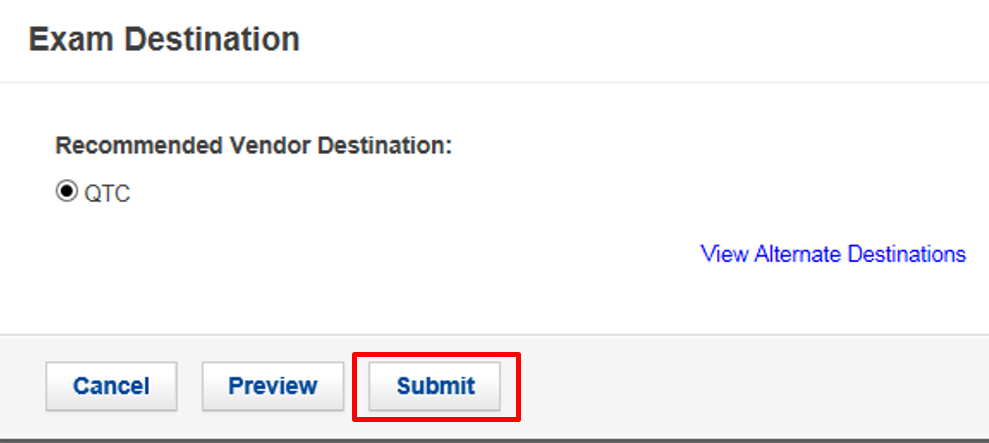 Exam Destination
Recommended Vendor Destination:
QTC
View Alternate Destinations
Cancel Preview Submit